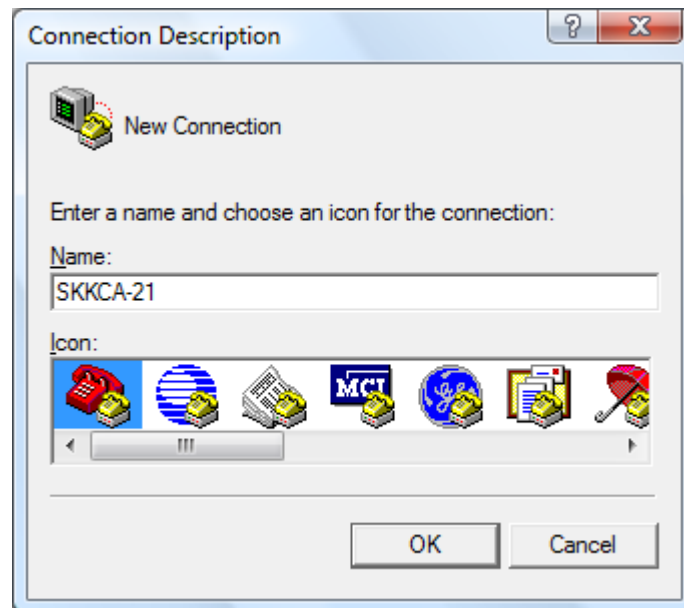 Connection Description
New Connection
Enter a name and choose an icon for the connection:
Name:
SKKCA-21
Icon:
MCI
OK Cancel